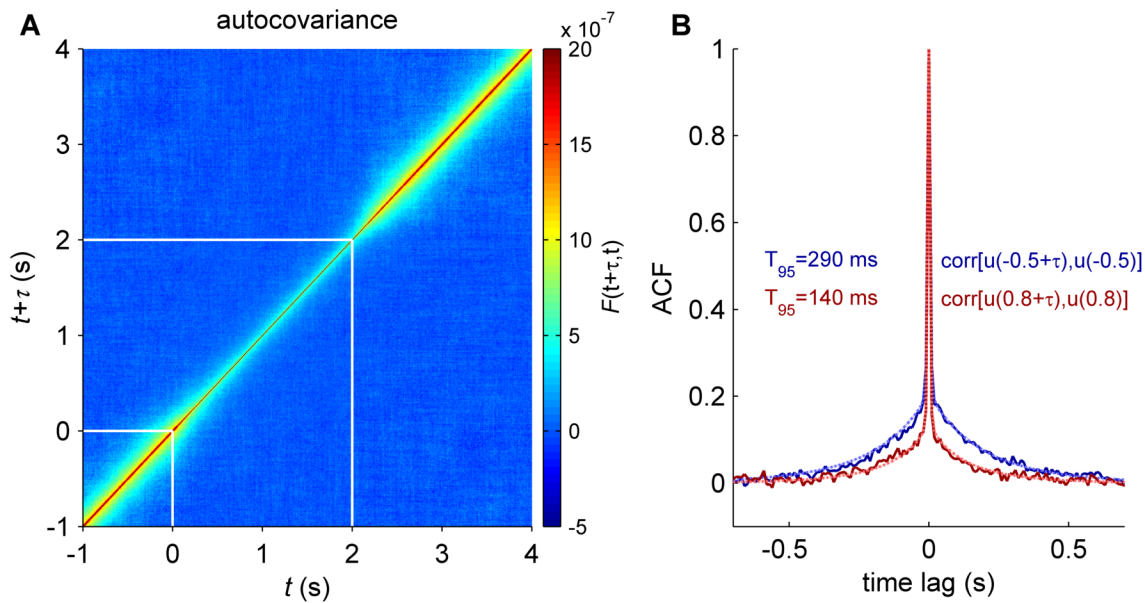 A
autocovariance
x 10-7
4
3
2
1
0
-1
t+τ (s)
-1
0
1
2
3
4
t (s)
20
15
10
5
0
-5
F(t+τ,t)
B
1
0.8
0.6
0.4
0.2
0
ACF
T95=290 ms
corr[u(-0.5+τ),u(-0.5)]
T95=140 ms
corr[u(0.8+τ),u(0.8)]
-0.5
0
0.5
time lag (s)